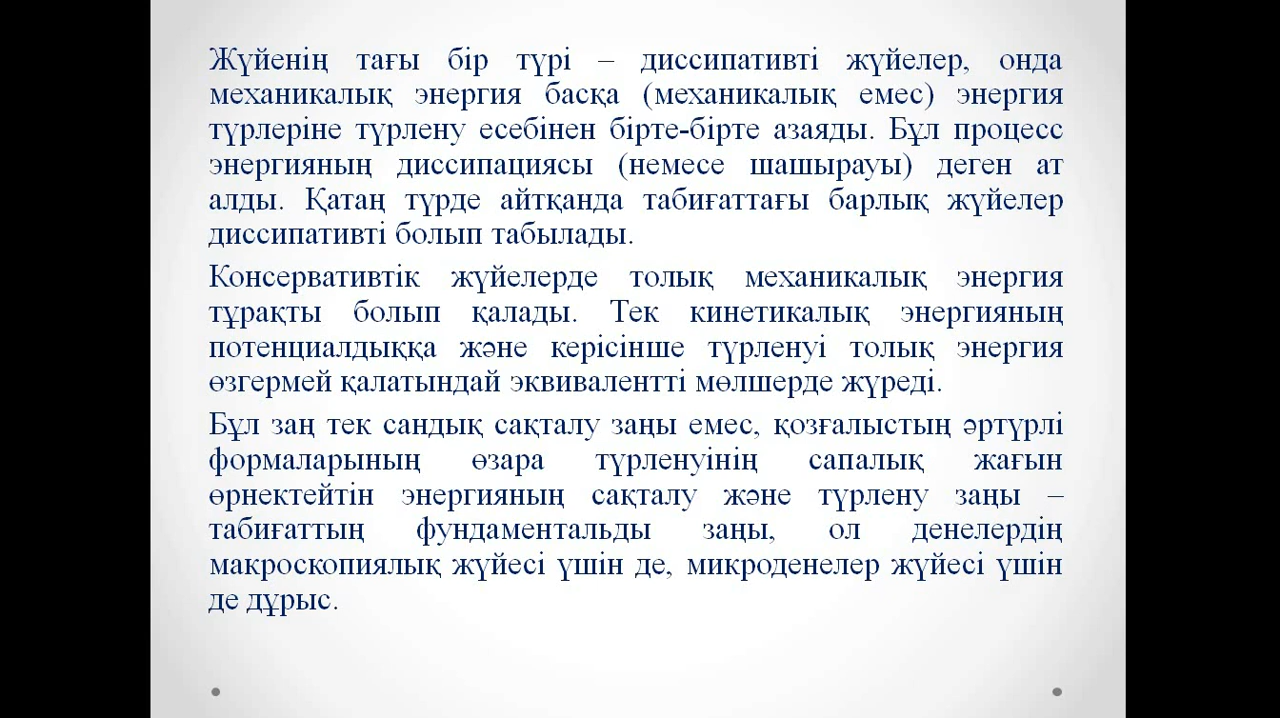 Жүйенің тағы бір түрі – диссипативті жүйелер, онда
механикалық энергия басқа (механикалық емес) энергия
түрлеріне түрлену есебінен бірте-бірте азаяды. Бұл процесс
энергияның диссипациясы (немесе шашырауы) деген ат
алды. Қатаң түрде айтқанда табиғаттағы барлық жүйелер
диссипативті болып табылады.
Консервативтік жүйелерде толық механикалық энергия
тұрақты болып қалады. Тек кинетикалық энергияның
потенциалдыққа және керісінше түрленуі толық энергия
өзгермей қалатындай эквивалентті мөлшерде жүреді.
Бұл заң тек сандық сақталу заңы емес, қозғалыстың әртүрлі
формаларының өзара түрленуінің сапалық жағын
өрнектейтін энергияның сақталу және түрлену заңы –
табиғаттың фундаментальды заңы, ол денелердің
макроскопиялық жүйесі үшін де, микроденелер жүйесі үшін
де дұрыс.